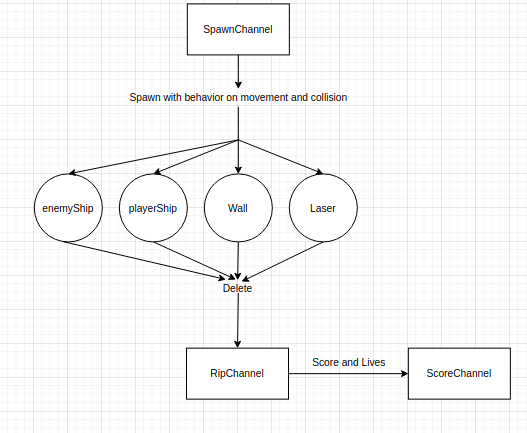 SpawnChannel
Spawn with behavior on movement and collision
enemyShip
playerShip
Wall
Laser
Delete
RipChannel
Score and Lives
ScoreChannel